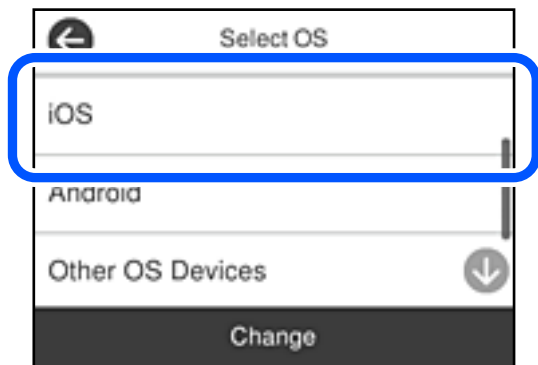 Select OS
iOS
Android
Other OS Devices
Change